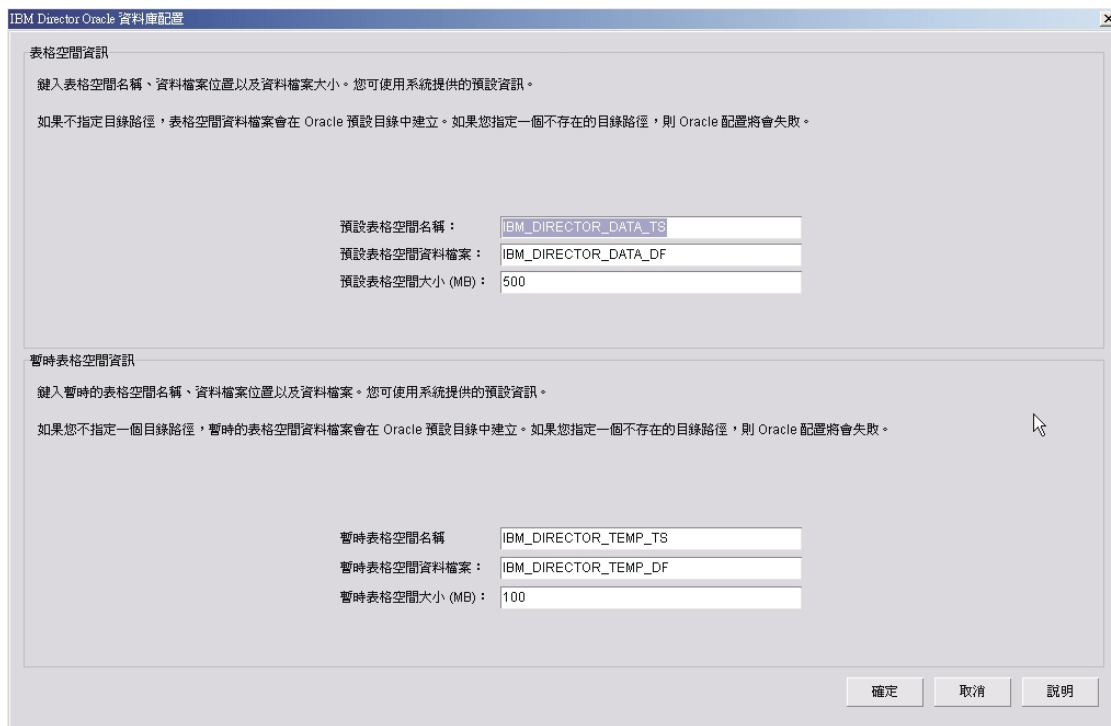 IBM Director Oracle 資料庫配置
表格空間資訊
鍵入表格空間名稱、資料檔案位置以及資料檔案大小。您可使用系統提供的預設資訊。
如果不指定目錄路徑，表格空間資料檔案會在 Oracle 預設目錄中建立。如果您指定一個不存在的目錄路徑，則 Oracle 配置將會失敗。
預設表格空間名稱： IBM_DIRECTOR_DATA_TS
預設表格空間資料檔案： IBM_DIRECTOR_DATA_DF
預設表格空間大小 (MB)： 500
暫時表格空間資訊
鍵入暫時的表格空間名稱、資料檔案位置以及資料檔案。您可使用系統提供的預設資訊。
如果您不指定一個目錄路徑，暫時的表格空間資料檔案會在 Oracle 預設目錄中建立。如果您指定一個不存在的目錄路徑，則 Oracle 配置將會失敗。
暫時表格空間名稱 IBM_DIRECTOR_TEMP_TS
暫時表格空間資料檔案： IBM_DIRECTOR_TEMP_DF
暫時表格空間大小 (MB)： 100
確定 取消 說明